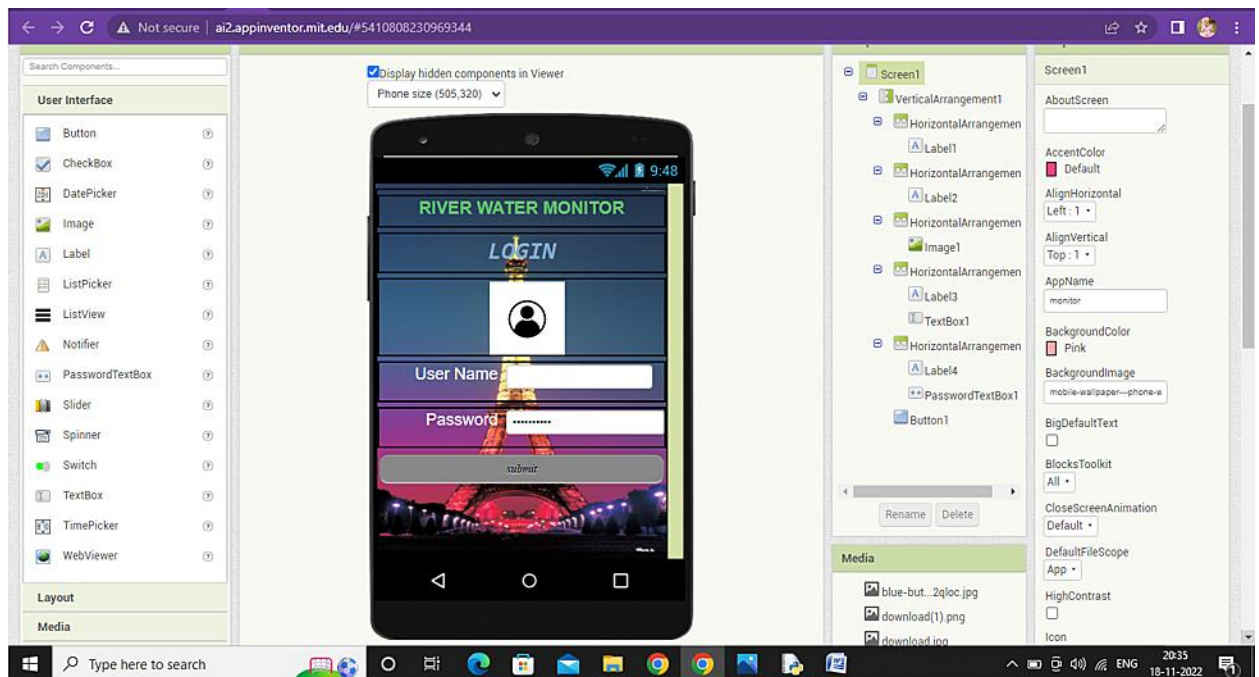 Not secure | ai2.appinventor.mit.edu/#5410808230969344
Search Components...
User Interface
Button
CheckBox
DatePicker
Image
Label
ListPicker
ListView
Notifier
PasswordTextBox
Slider
Spinner
Switch
TextBox
TimePicker
WebViewer
Layout
Media
Display hidden components in Viewer
Phone size (505,320)
9:48
RIVER WATER MONITOR
LOGIN
User Name
Password ••••••••••
submit
Screen1
VerticalArrangement1
HorizontalArrangemen
Label1
HorizontalArrangemen
Label2
HorizontalArrangemen
Image1
HorizontalArrangemen
Label3
TextBox1
HorizontalArrangemen
Label4
PasswordTextBox1
Button1
Rename Delete
Media
blue-but...2qloc.jpg
download(1).png
download.jpg
Screen1
AboutScreen
AccentColor
Default
AlignHorizontal
Left : 1
AlignVertical
Top : 1
AppName
monitor
BackgroundColor
Pink
BackgroundImage
mobile-wallpaper---phone-w
BigDefaultText
BlocksToolkit
All
CloseScreenAnimation
Default
DefaultFileScope
App
HighContrast
Icon
Type here to search
ENG
20:35
18-11-2022